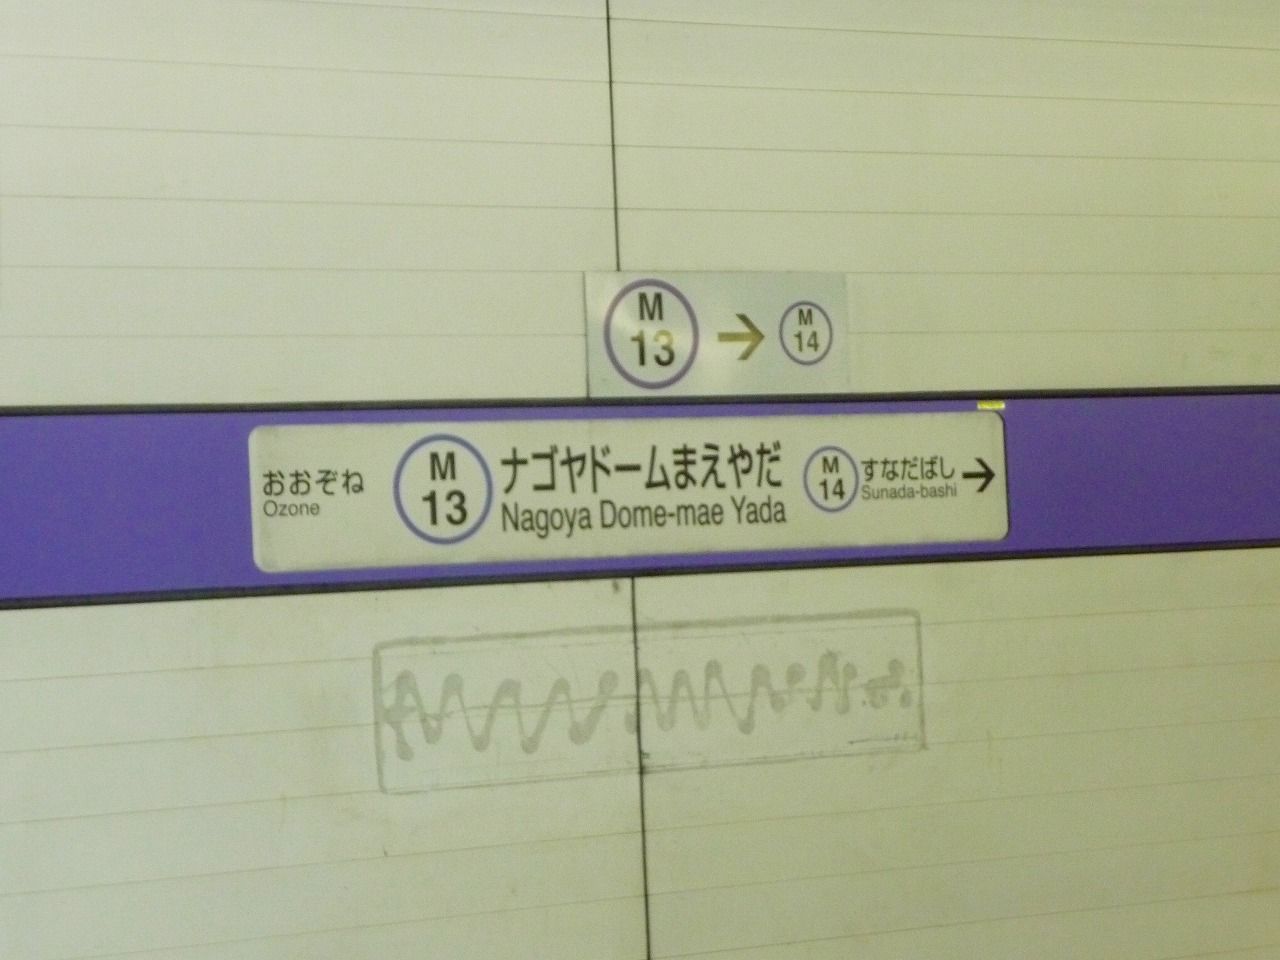 M
13
→
M
14
おおぞね
Ozone
M
13
ナゴヤドームまえやだ
Nagoya Dome-mae Yada
M
14
すなだばし
Sunada-bashi
→